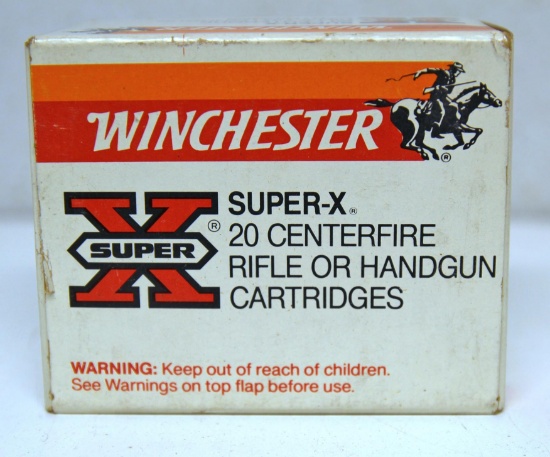 WINCHESTER
®
SUPER-X®
20 CENTERFIRE
RIFLE OR HANDGUN
CARTRIDGES
X
®
SUPER
WARNING: Keep out of reach of children.
See Warnings on top flap before use.